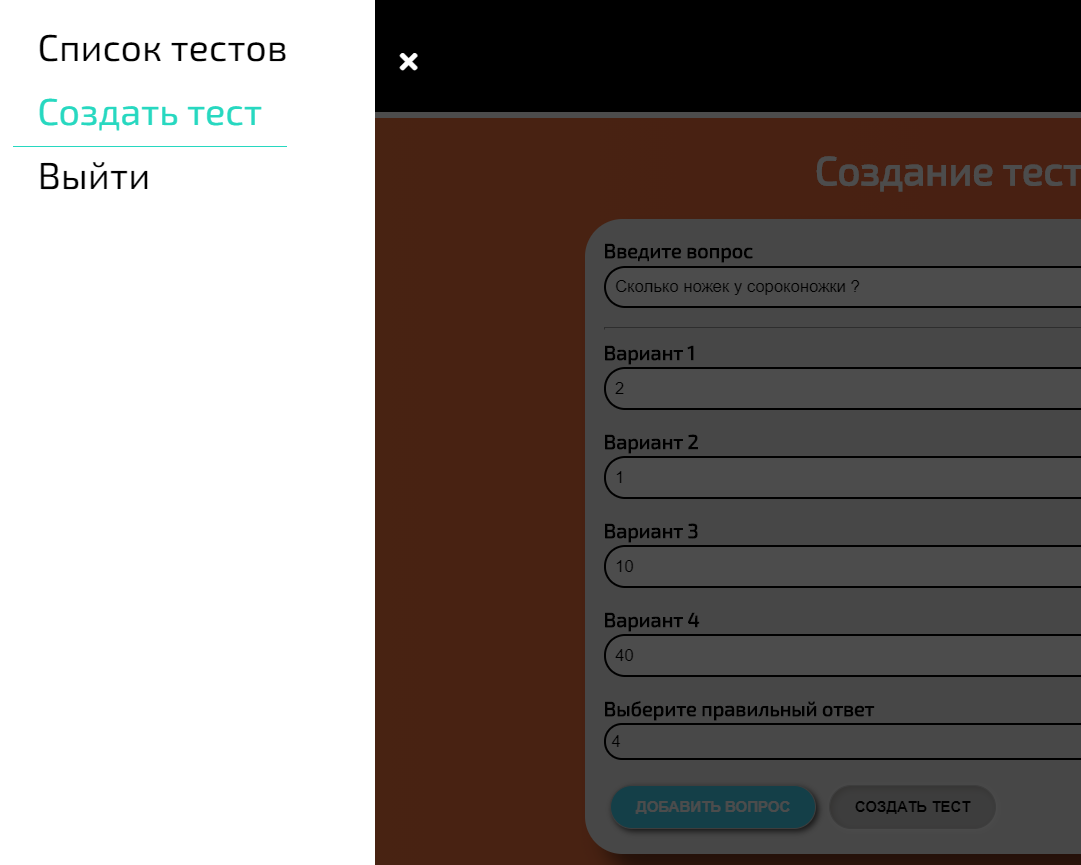 Список тестов
Создать тест
Выйти
Создание тест
Введите вопрос
Сколько ножек у сороконожки ?
Вариант 1
2
Вариант 2
1
Вариант 3
10
Вариант 4
40
Выберите правильный ответ
4
ДОБАВИТЬ ВОПРОС
СОЗДАТЬ ТЕСТ